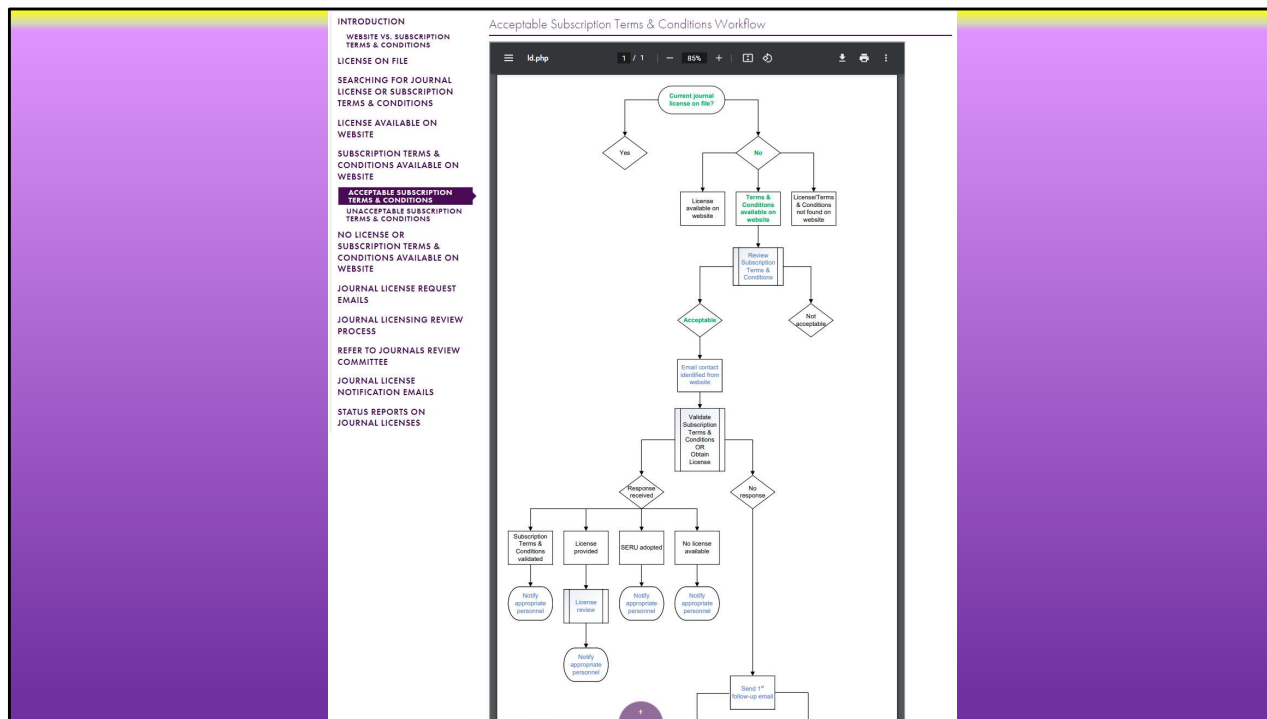 INTRODUCTION
WEBSITE VS. SUBSCRIPTION
TERMS & CONDITIONS
LICENSE ON FILE
SEARCHING FOR JOURNAL
LICENSE OR SUBSCRIPTION
TERMS & CONDITIONS
LICENSE AVAILABLE ON
WEBSITE
SUBSCRIPTION TERMS &
CONDITIONS AVAILABLE ON
WEBSITE
ACCEPTABLE SUBSCRIPTION
TERMS & CONDITIONS
UNACCEPTABLE SUBSCRIPTION
TERMS & CONDITIONS
NO LICENSE OR
SUBSCRIPTION TERMS &
CONDITIONS AVAILABLE ON
WEBSITE
JOURNAL LICENSE REQUEST
EMAILS
JOURNAL LICENSING REVIEW
PROCESS
REFER TO JOURNALS REVIEW
COMMITTEE
JOURNAL LICENSE
NOTIFICATION EMAILS
STATUS REPORTS ON
JOURNAL LICENSES
Acceptable Subscription Terms & Conditions Workflow
ld.php
1 / 1
85%
Current journal
license on file?
Yes
No
License
available on
website
Terms &
Conditions
available on
website
License/Terms
& Conditions
not found on
website
Review
Subscription
Terms &
Conditions
Acceptable
Not
acceptable
Email contact
identified from
website
Validate
Subscription
Terms &
Conditions
OR
Obtain
License
Response
received
No
response
Subscription
Terms &
Conditions
validated
License
provided
SERU adopted
No license
available
Notify
appropriate
personnel
License
review
Notify
appropriate
personnel
Notify
appropriate
personnel
Notify
appropriate
personnel
Send 1st
follow-up email